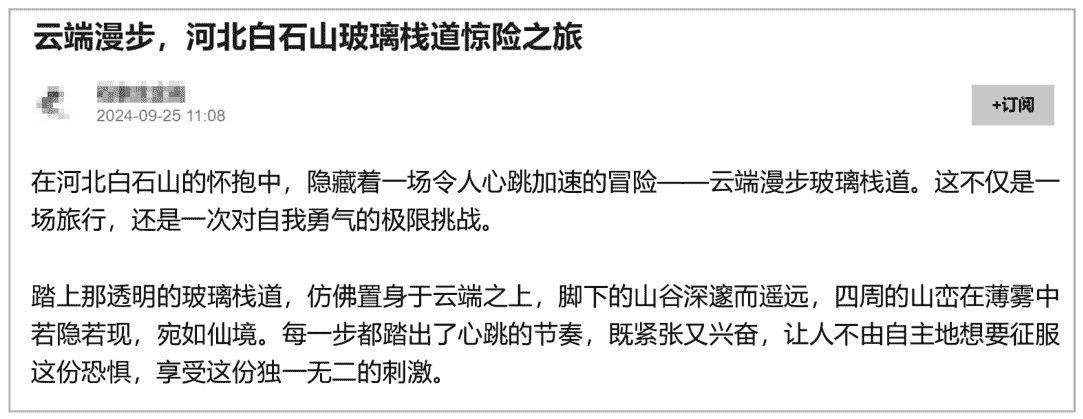 云端漫步，河北白石山玻璃栈道惊险之旅
2024-09-25 11:08
+订阅
在河北白石山的怀抱中，隐藏着一场令人心跳加速的冒险——云端漫步玻璃栈道。这不仅是一
场旅行，还是一次对自我勇气的极限挑战。
踏上那透明的玻璃栈道，仿佛置身于云端之上，脚下的山谷深邃而遥远，四周的山峦在薄雾中
若隐若现，宛如仙境。每一步都踏出了心跳的节奏，既紧张又兴奋，让人不由自主地想要征服
这份恐惧，享受这份独一无二的刺激。